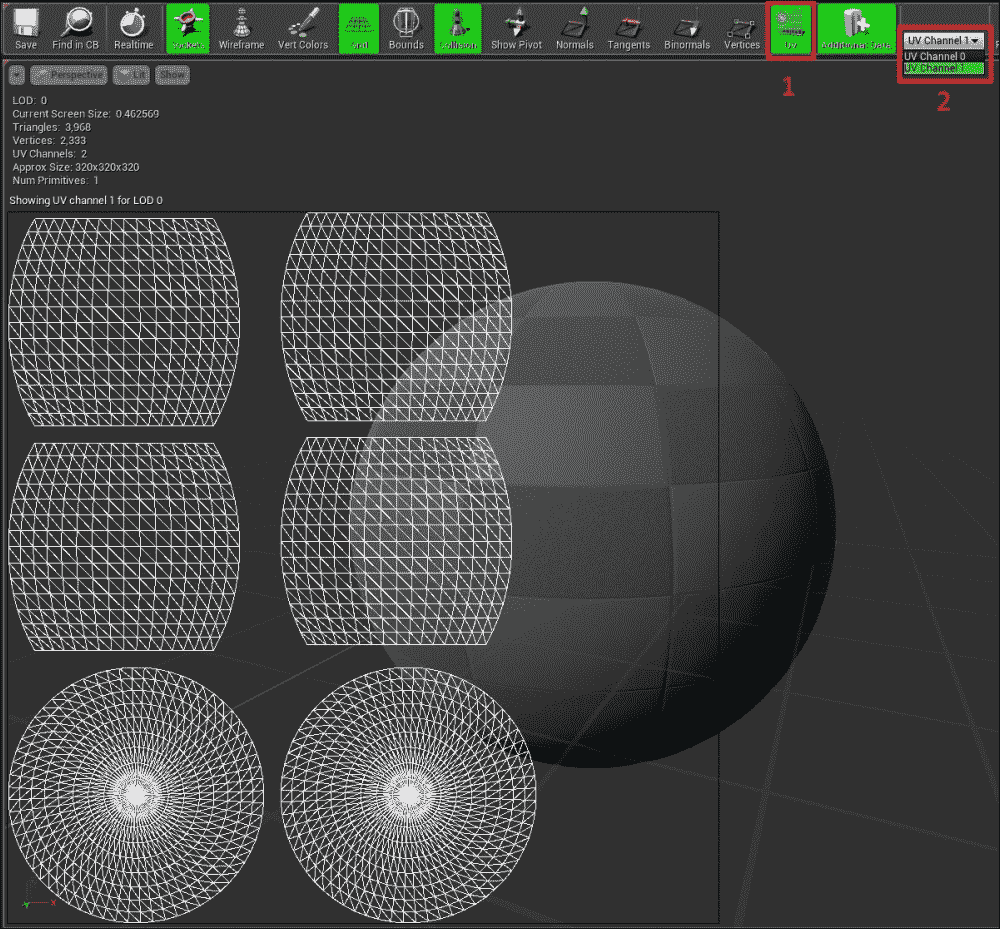 Save Find in CB Realtime Sockets Wireframe Vert Colors Grid Bounds Collision Show Pivot Normals Tangents Binormals Vertices UV Additional Data
UV Channel 1
UV Channel 0
UV Channel 1
1
2
Perspective Lit Show
LOD: 0
Current Screen Size: 0.462569
Triangles: 3,968
Vertices: 2,333
UV Channels: 2
Approx Size: 320x320x320
Num Primitives: 1
Showing UV channel 1 for LOD 0
X